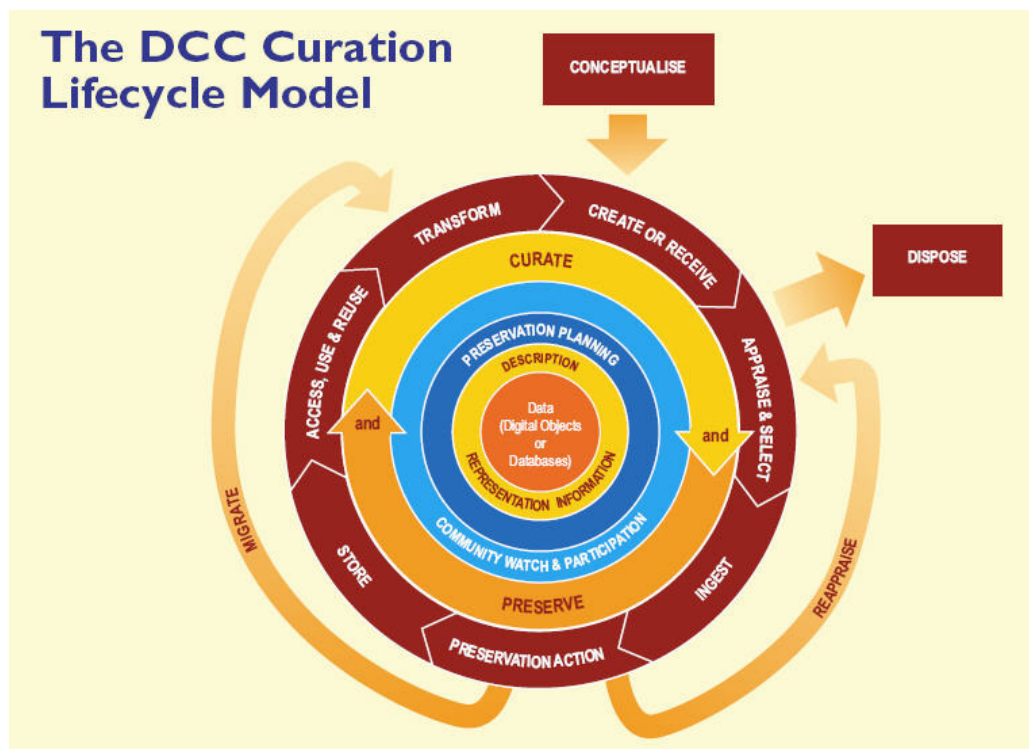 The DCC Curation
Lifecycle Model
CONCEPTUALISE
DISPOSE
TRANSFORM
CREATE OR RECEIVE
APPRAISE & SELECT
INGEST
PRESERVATION ACTION
STORE
ACCESS, USE & REUSE
CURATE
and
PRESERVE
and
PRESERVATION PLANNING
COMMUNITY WATCH & PARTICIPATION
DESCRIPTION
REPRESENTATION INFORMATION
Data
(Digital Objects
or
Databases)
MIGRATE
REAPPRAISE